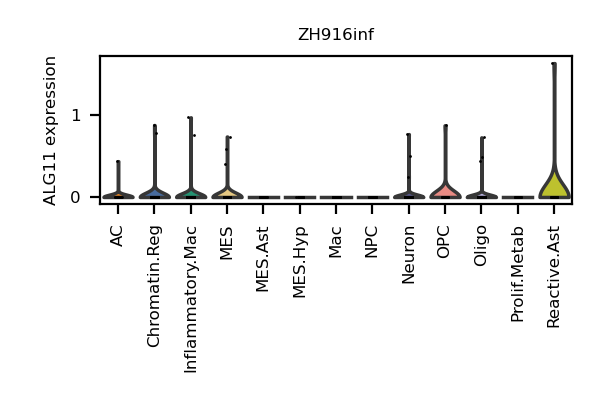 ZH916inf
ALG11 expression
1
0
AC
Chromatin.Reg
Inflammatory.Mac
MES
MES.Ast
MES.Hyp
Mac
NPC
Neuron
OPC
Oligo
Prolif.Metab
Reactive.Ast